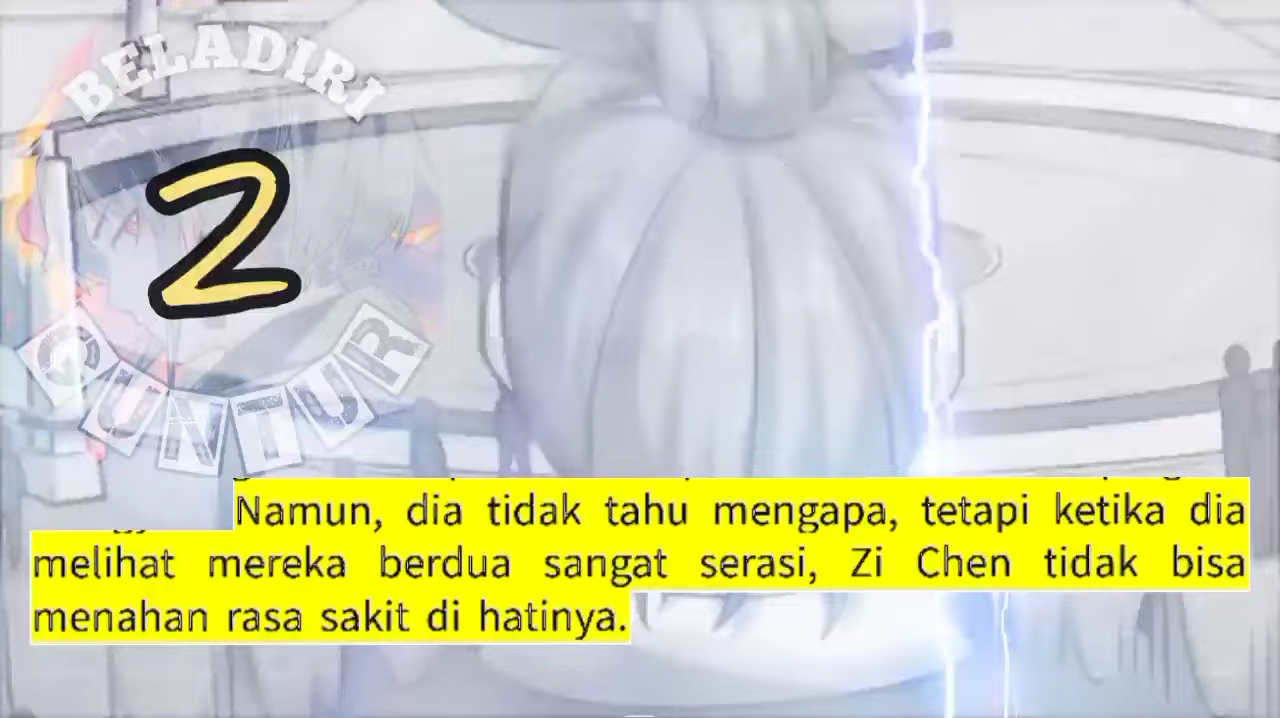 BELADIRI
2
GUNTUR
Namun, dia tidak tahu mengapa, tetapi ketika dia
melihat mereka berdua sangat serasi, Zi Chen tidak bisa
menahan rasa sakit di hatinya.